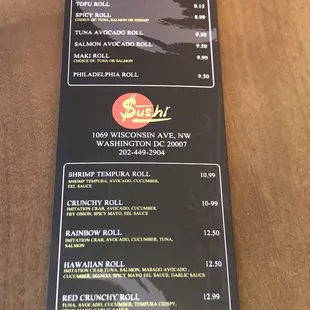 TOFU ROLL 8.15
SPICY ROLL 8.99
CHOICE OF: TUNA, SALMON OR SHRIMP
TUNA AVOCADO ROLL 9.50
SALMON AVOCADO ROLL 9.50
MAKI ROLL 9.99
CHOICE OF: TUNA OR SALMON
PHILADELPHIA ROLL 9.50
$ushi
1069 WISCONSIN AVE, NW
WASHINGTON DC 20007
202-449-2904
SHRIMP TEMPURA ROLL 10.99
SHRIMP TEMPURA, AVOCADO, CUCUMBER,
EEL SAUCE
CRUNCHY ROLL 10-99
IMITATION CRAB, AVOCADO, CUCUMBER,
FRY ONION, SPICY MAYO, EEL SAUCE
RAINBOW ROLL 12.50
IMITATION CRAB, AVOCADO, CUCUMBER, TUNA,
SALMON
HAWAIIAN ROLL 12.50
IMITATION CRAB TUNA, SALMON, MASAGO AVOCADO,
CUCUMBER, MANGO, SPICY MAYO EEL SAUCE, GARLIC SAUCE
RED CRUNCHY ROLL 12.99
TUNA, AVOCADO, CUCUMBER, TEMPURA CRISPY,
SPICY MAYO GARLIC SAUCE